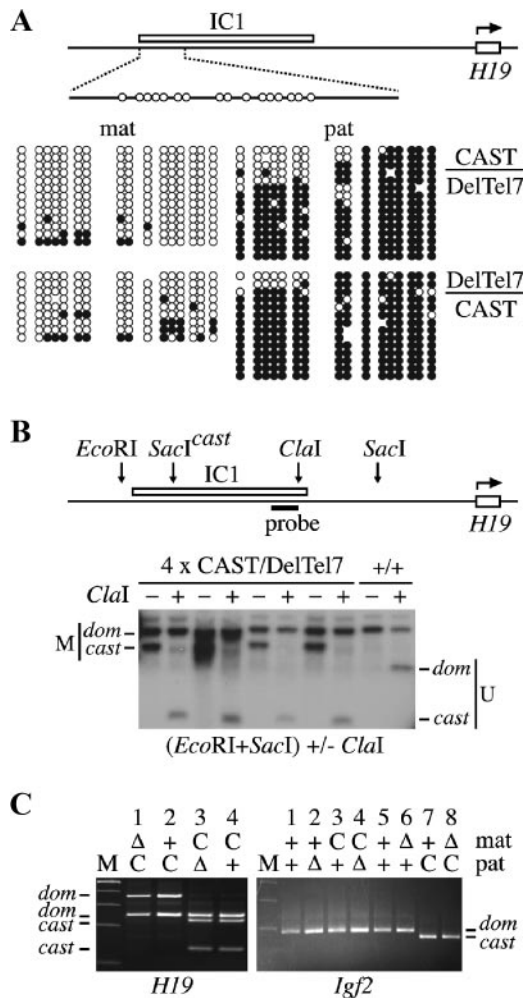 A
IC1
H19
mat pat
CAST
DelTel7
DelTel7
CAST
B
EcoRI SacIcast ClaI SacI
IC1
probe
H19
4 x CAST/DelTel7 +/+
ClaI – + – + – + – + – +
M dom
cast
dom
U
cast
(EcoRI+SacI) +/- ClaI
C
1 2 3 4 1 2 3 4 5 6 7 8
Δ + C C + + C C + Δ + Δ mat
M C C Δ + M + Δ + Δ + + C C pat
dom
dom
cast
cast
dom
cast
H19 Igf2